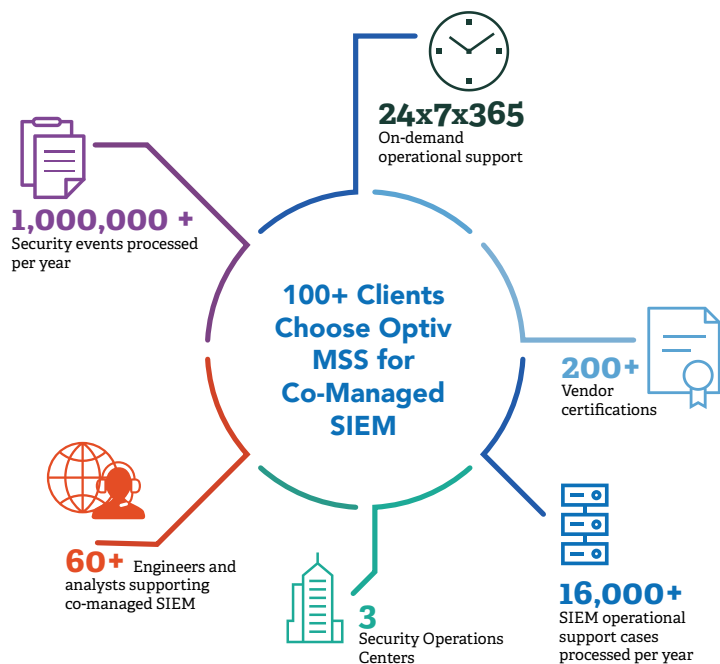 24x7x365
On-demand
operational support
1,000,000 +
Security events processed
per year
100+ Clients
Choose Optiv
MSS for
Co-Managed
SIEM
200+
Vendor
certifications
60+ Engineers and
analysts supporting
co-managed SIEM
3
Security Operations
Centers
16,000+
SIEM operational
support cases
processed per year